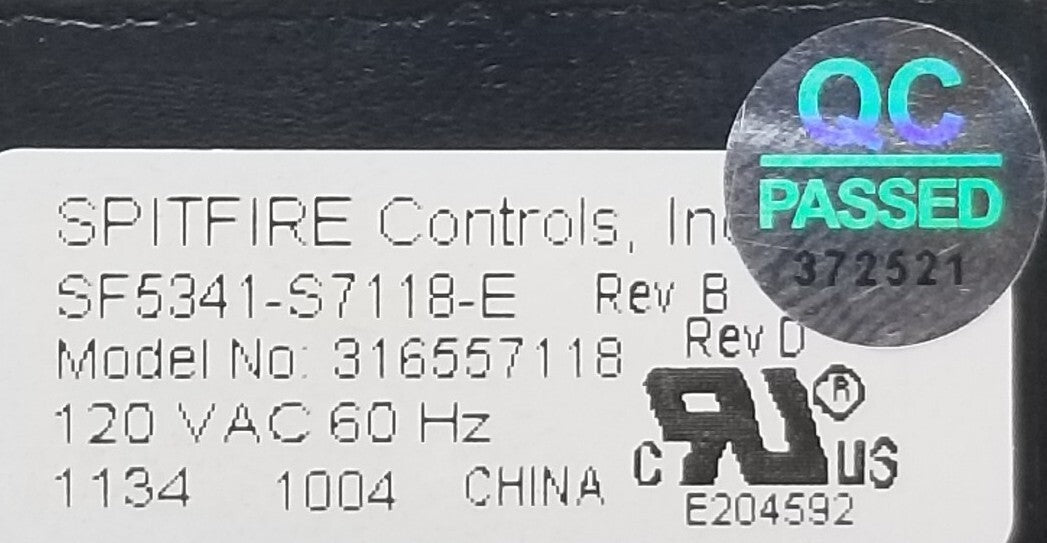 QC
PASSED
372521
SPITFIRE Controls, Inc
SF5341-S7118-E Rev B
Model No: 316557118 Rev D
120 VAC 60 Hz
1134 1004 CHINA
C RU US ®
E204592